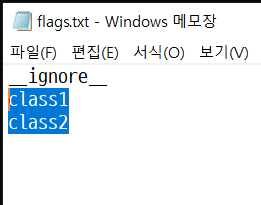 flags.txt - Windows 메모장
파일(F) 편집(E) 서식(O) 보기(V)
__ignore__
class1
class2